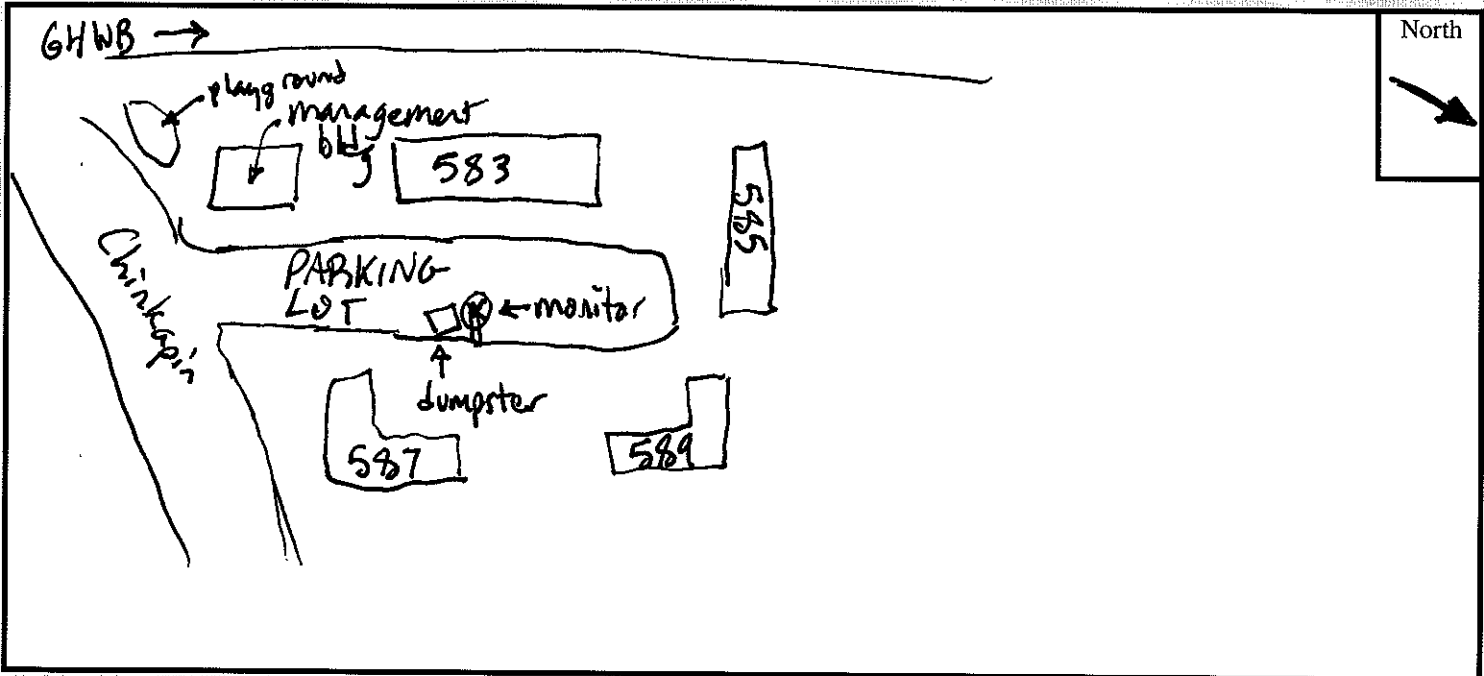 GHWB →
North
playground
management
bldg
583
585
Chinkapin
PARKING
LOT
←monitor
dumpster
587
589